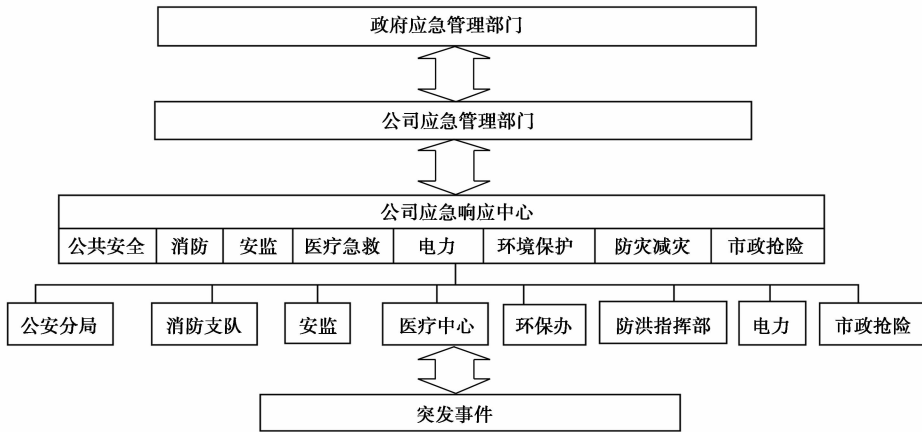 政府应急管理部门
公司应急管理部门
公司应急响应中心
公共安全 消防 安监 医疗急救 电力 环境保护 防灾减灾 市政抢险
公安分局 消防支队 安监 医疗中心 环保办 防洪指挥部 电力 市政抢险
突发事件